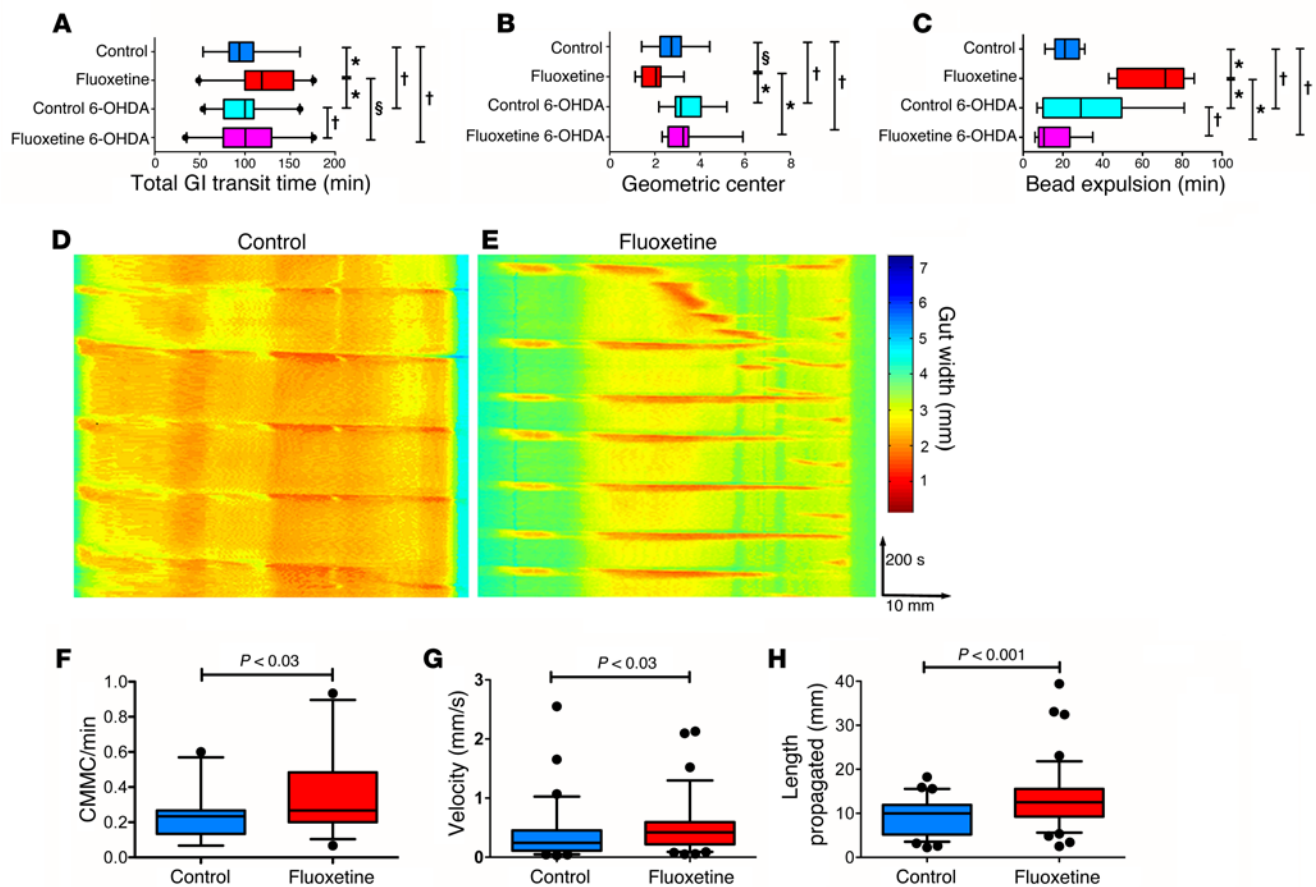 A
Control
Fluoxetine
Control 6-OHDA
Fluoxetine 6-OHDA
* * † § † †
0 50 100 150 200
Total GI transit time (min)
B
Control
Fluoxetine
Control 6-OHDA
Fluoxetine 6-OHDA
§ * * † †
0 2 4 6 8
Geometric center
C
Control
Fluoxetine
Control 6-OHDA
Fluoxetine 6-OHDA
* * † * † †
0 20 40 60 80 100
Bead expulsion (min)
D
Control
E
Fluoxetine
7
6
5
4
3
2
1
Gut width (mm)
200 s
10 mm
F
P < 0.03
CMMC/min
1.0
0.8
0.6
0.4
0.2
0.0
Control Fluoxetine
G
P < 0.03
Velocity (mm/s)
3
2
1
0
Control Fluoxetine
H
P < 0.001
Length
propagated (mm)
40
30
20
10
0
Control Fluoxetine